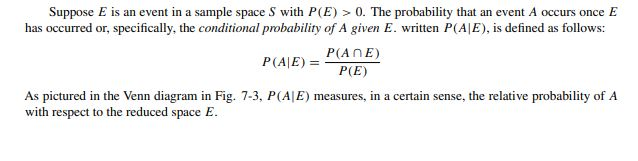 Suppose E is an event in a sample space S with P(E) > 0. The probability that an event A occurs once E
has occurred or, specifically, the conditional probability of A given E. written P(A|E), is defined as follows:
P(A|E) = P(A ∩ E) / P(E)
As pictured in the Venn diagram in Fig. 7-3, P(A|E) measures, in a certain sense, the relative probability of A
with respect to the reduced space E.